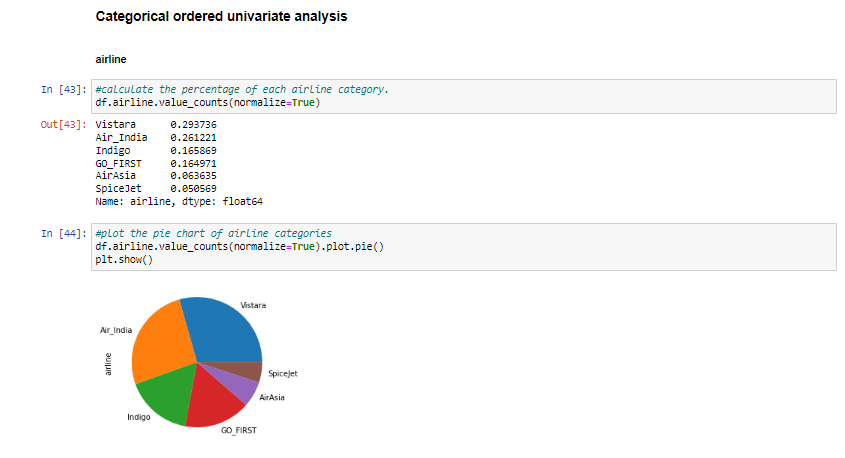 Categorical ordered univariate analysis
airline
In [43]: #calculate the percentage of each airline category.
df.airline.value_counts(normalize=True)
Out[43]: Vistara 0.293736
Air_India 0.261221
Indigo 0.165869
GO_FIRST 0.164971
AirAsia 0.063635
SpiceJet 0.050569
Name: airline, dtype: float64
In [44]: #plot the pie chart of airline categories
df.airline.value_counts(normalize=True).plot.pie()
plt.show()
Vistara
Air_India
airline
SpiceJet
AirAsia
Indigo
GO_FIRST